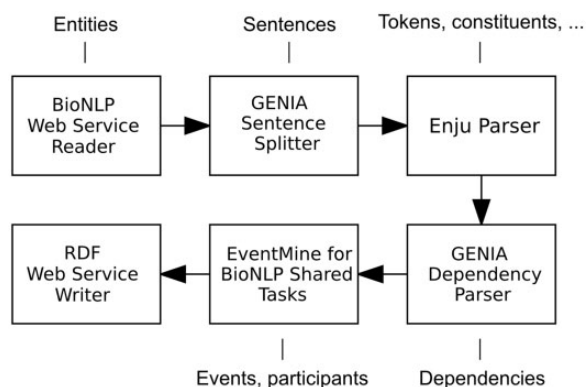 Entities
Sentences
Tokens, constituents, ...
BioNLP
Web Service
Reader
GENIA
Sentence
Splitter
Enju Parser
RDF
Web Service
Writer
EventMine for
BioNLP Shared
Tasks
GENIA
Dependency
Parser
Events, participants
Dependencies